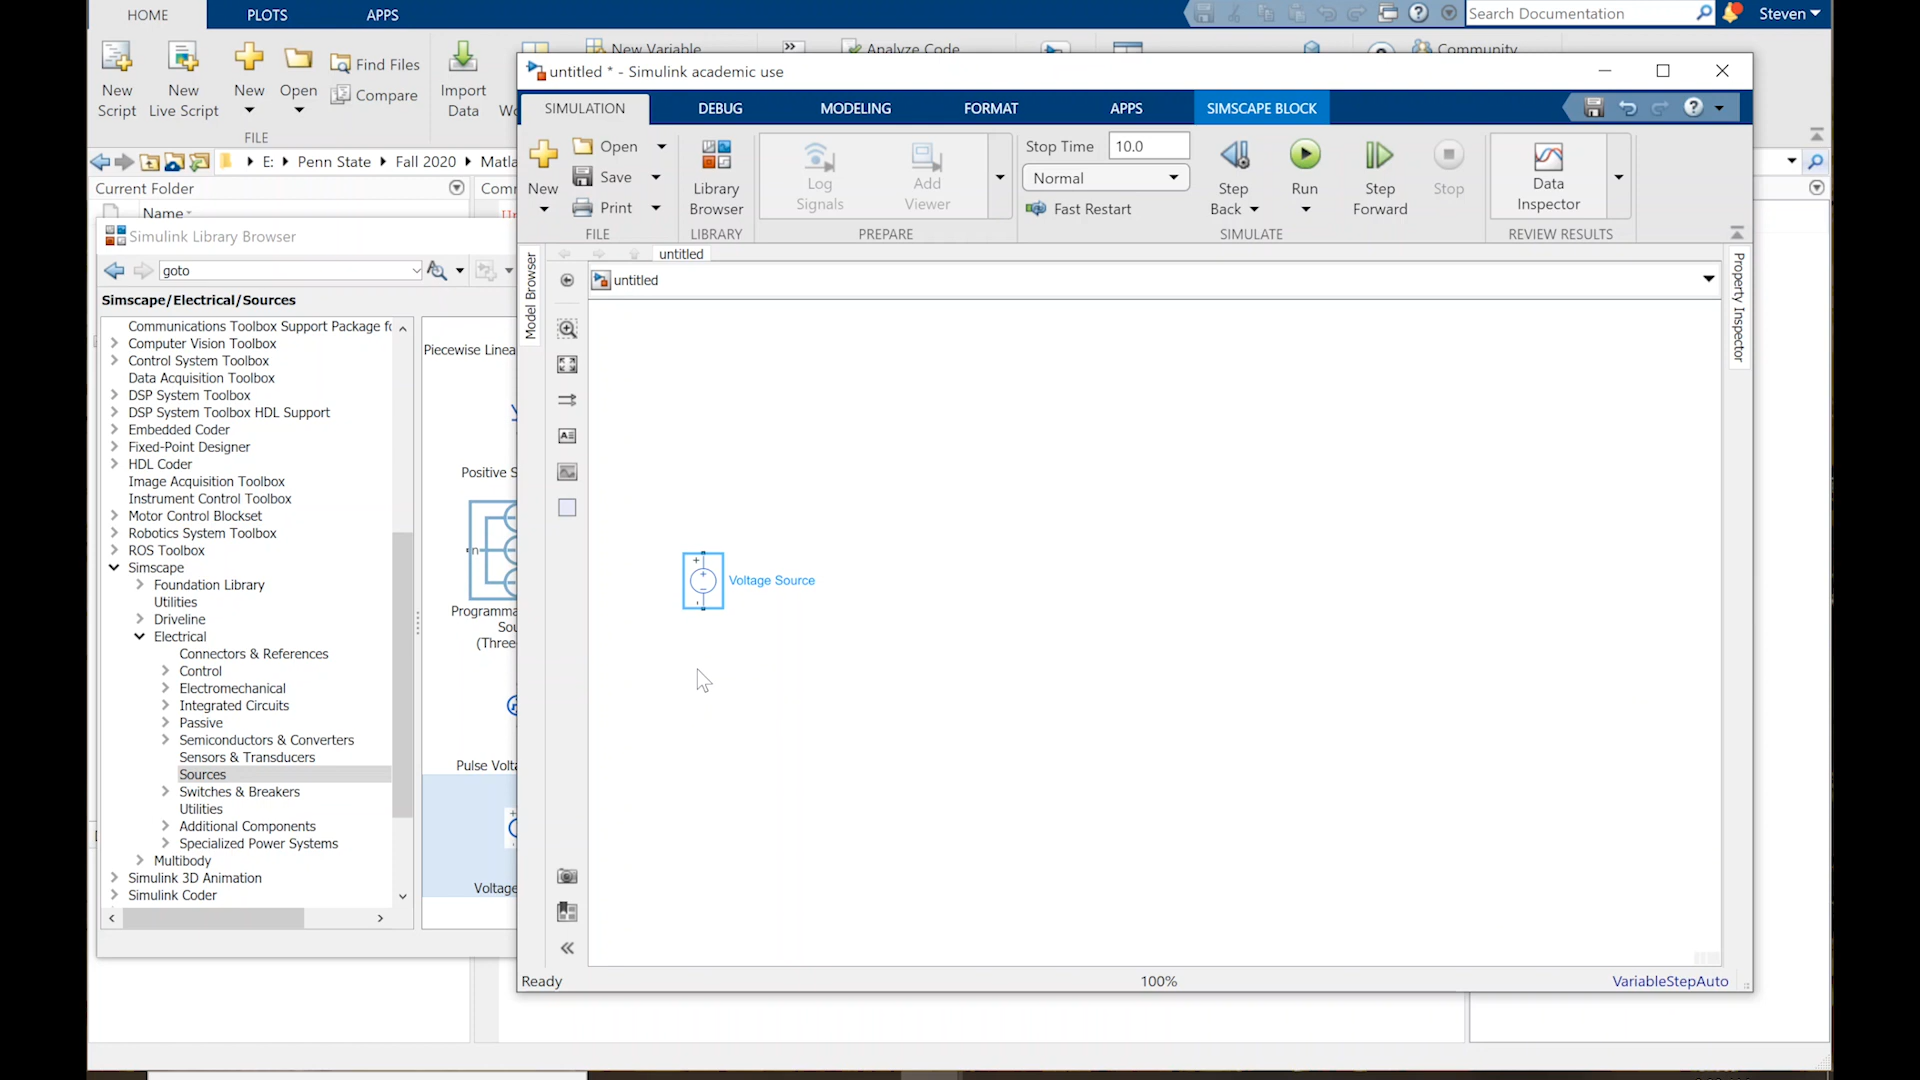 HOME PLOTS APPS
Search Documentation
Steven
New Script
New Live Script
New
Open
Find Files
Compare
Import Data
New Variable
Analyze Code
Community
FILE
E: Penn State Fall 2020
Current Folder
Name
Simulink Library Browser
goto
Simscape/Electrical/Sources
Communications Toolbox Support Package
Computer Vision Toolbox
Control System Toolbox
Data Acquisition Toolbox
DSP System Toolbox
DSP System Toolbox HDL Support
Embedded Coder
Fixed-Point Designer
HDL Coder
Image Acquisition Toolbox
Instrument Control Toolbox
Motor Control Blockset
Robotics System Toolbox
ROS Toolbox
Simscape
Foundation Library
Utilities
Driveline
Electrical
Connectors & References
Control
Electromechanical
Integrated Circuits
Passive
Semiconductors & Converters
Sensors & Transducers
Sources
Switches & Breakers
Utilities
Additional Components
Specialized Power Systems
Multibody
Simulink 3D Animation
Simulink Coder
Piecewise
Positive
untitled * - Simulink academic use
SIMULATION DEBUG MODELING FORMAT APPS SIMSCAPE BLOCK
New
Open
Save
Print
FILE
Library Browser
LIBRARY
Log Signals
Add Viewer
PREPARE
Stop Time 10.0
Normal
Fast Restart
Step Back
Run
Step Forward
Stop
SIMULATE
Data Inspector
REVIEW RESULTS
Model Browser
untitled
untitled
Property Inspector
Voltage Source
Ready
100%
VariableStepAuto